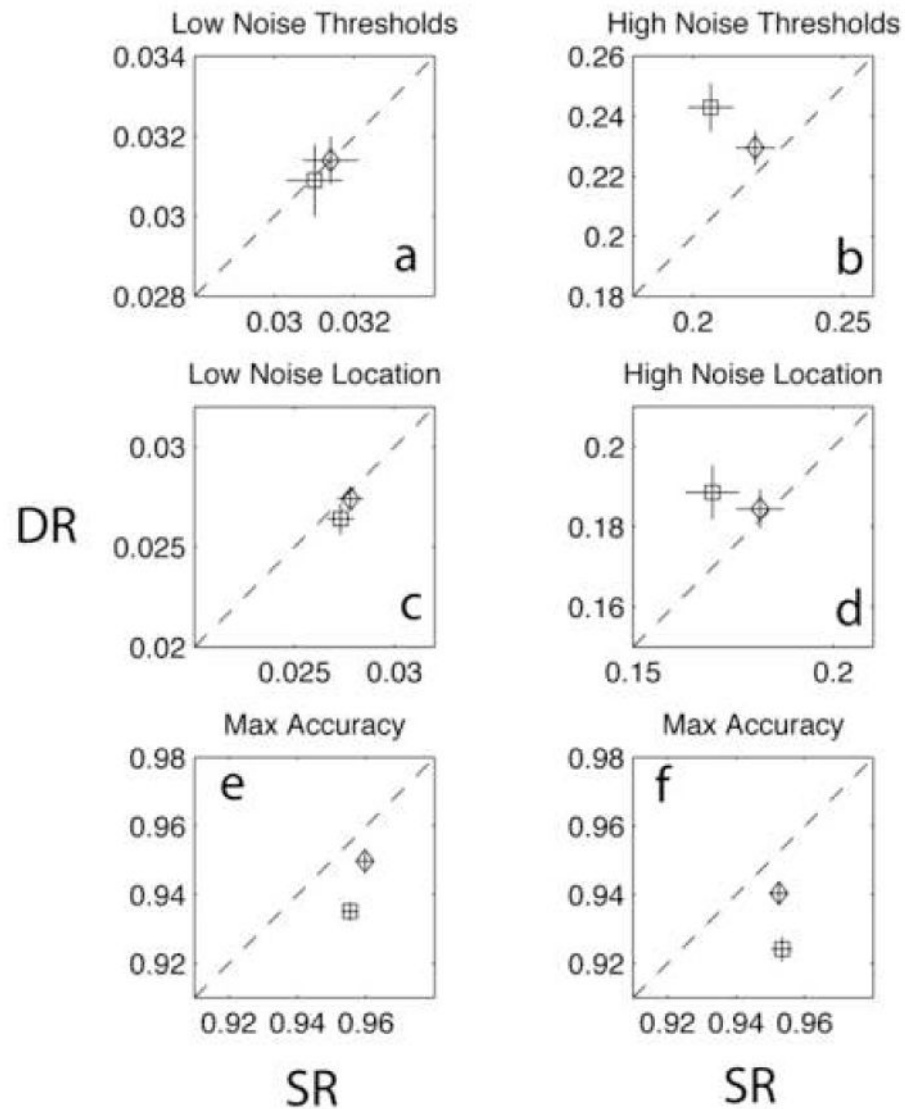 Low Noise Thresholds
High Noise Thresholds
0.034
0.032
0.03
0.028
a
0.03 0.032
0.26
0.24
0.22
0.2
0.18
b
0.2 0.25
Low Noise Location
High Noise Location
DR
0.03
0.025
0.02
c
0.025 0.03
0.2
0.18
0.16
d
0.15 0.2
Max Accuracy
Max Accuracy
0.98
0.96
0.94
0.92
e
0.92 0.94 0.96
0.98
0.96
0.94
0.92
f
0.92 0.94 0.96
SR
SR